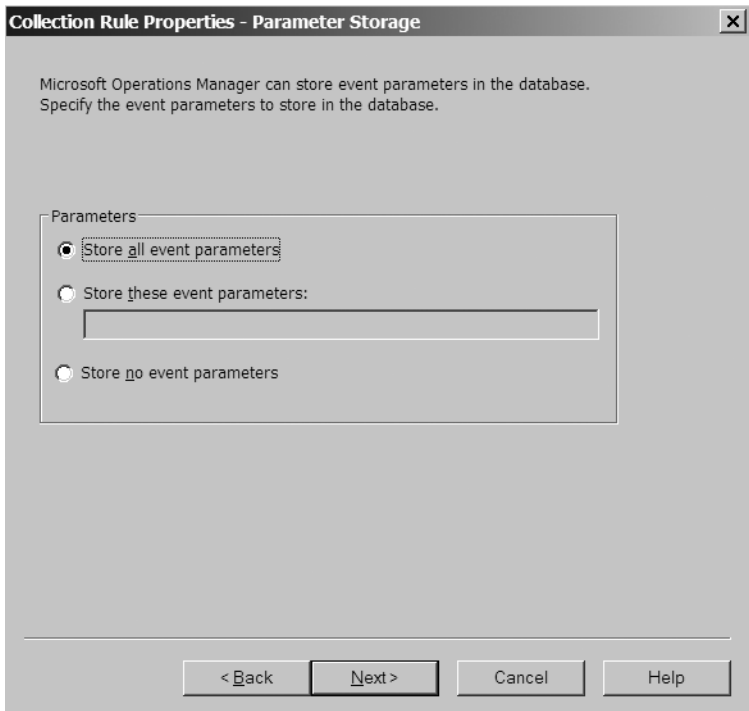 Collection Rule Properties - Parameter Storage
Microsoft Operations Manager can store event parameters in the database.
Specify the event parameters to store in the database.
Parameters
Store all event parameters
Store these event parameters:
Store no event parameters
< Back Next > Cancel Help